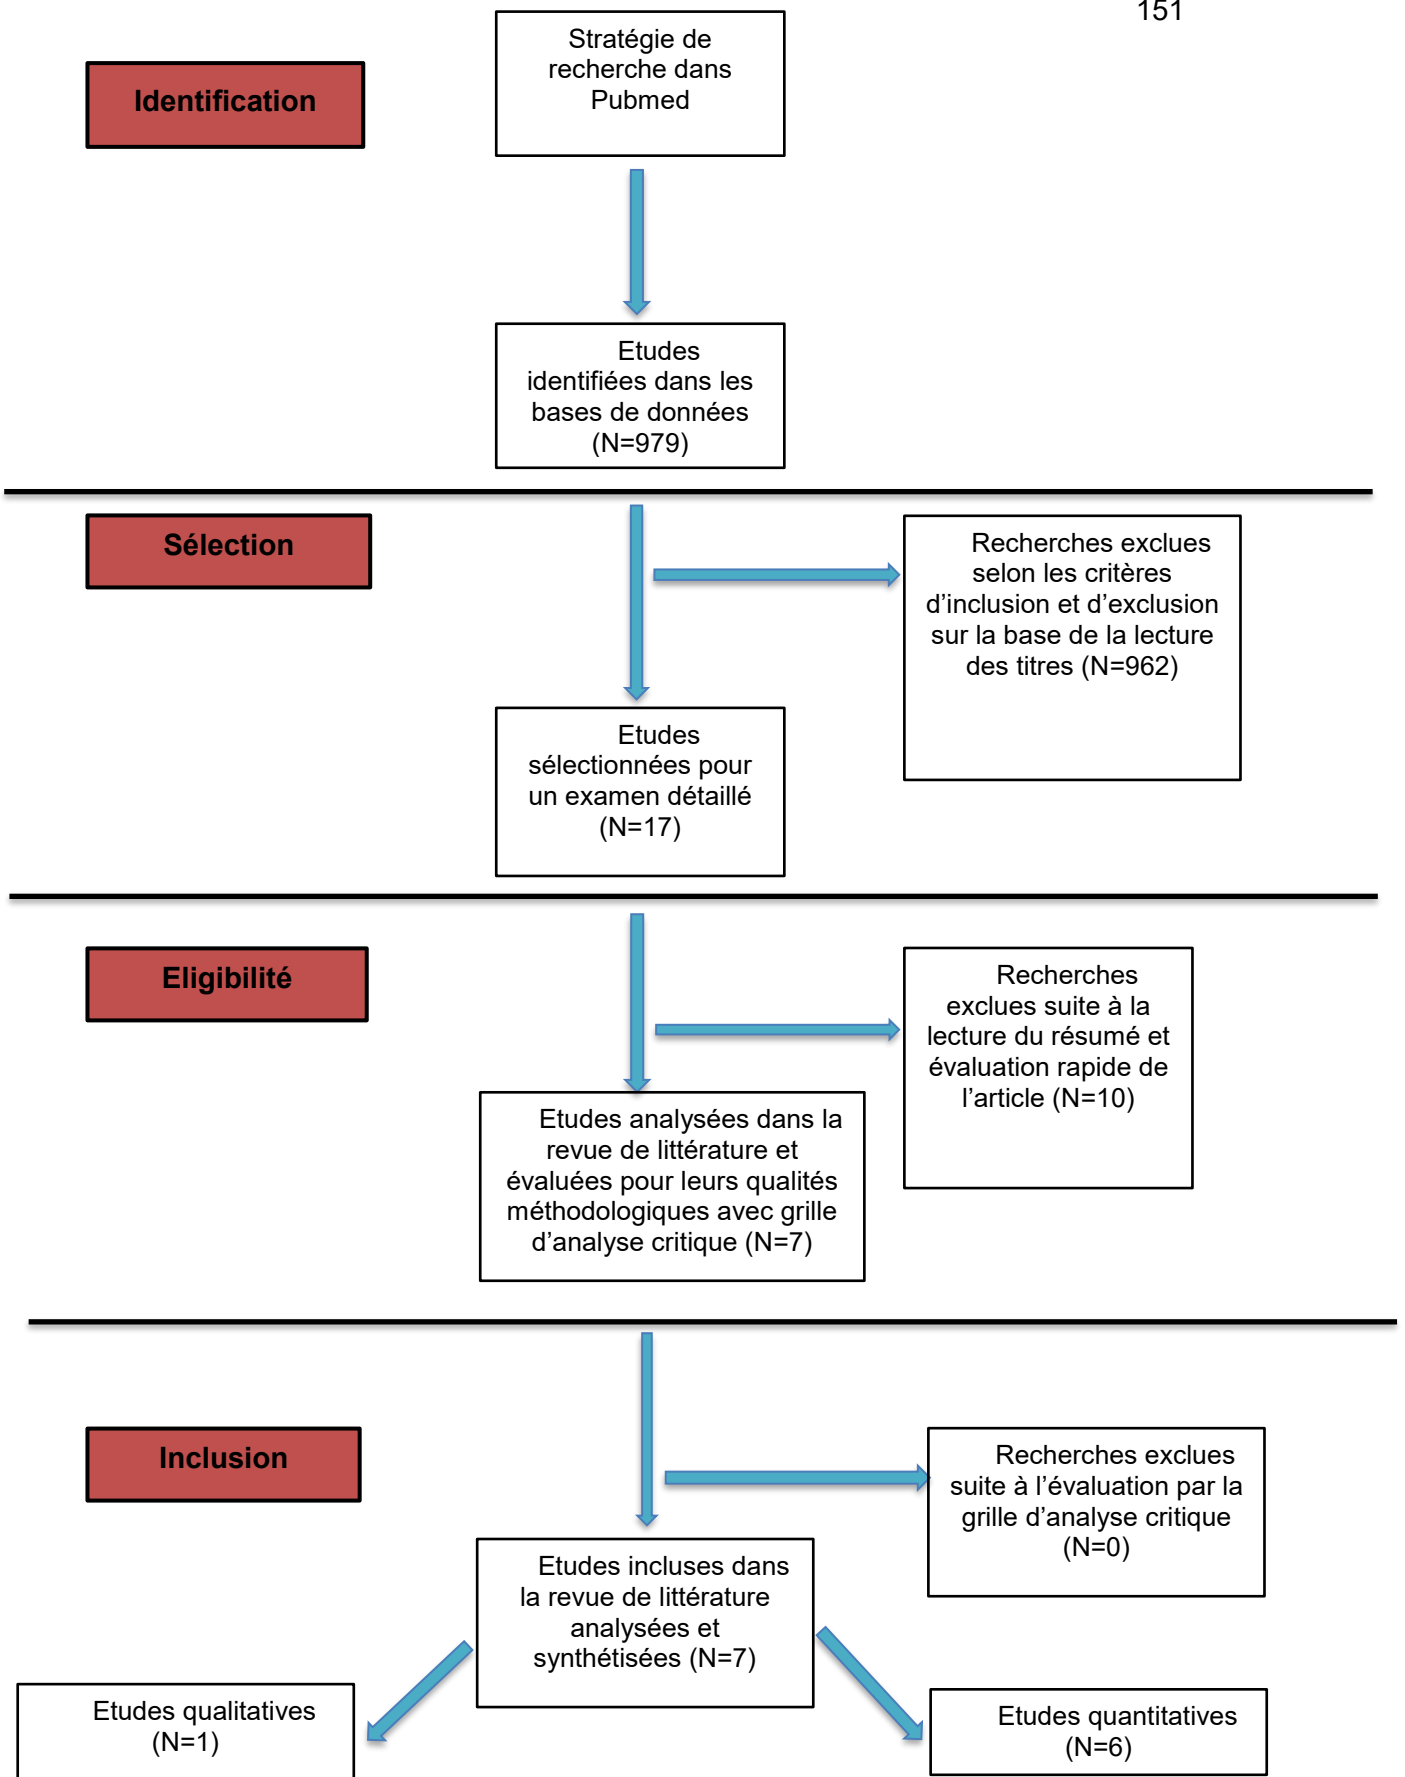 151
Stratégie de
recherche dans
Pubmed
Identification
Etudes
identifiées dans les
bases de données
(N=979)
Sélection
Recherches exclues
selon les critères
d’inclusion et d’exclusion
sur la base de la lecture
des titres (N=962)
Etudes
sélectionnées pour
un examen détaillé
(N=17)
Eligibilité
Recherches
exclues suite à la
lecture du résumé et
évaluation rapide de
l’article (N=10)
Etudes analysées dans la
revue de littérature et
évaluées pour leurs qualités
méthodologiques avec grille
d’analyse critique (N=7)
Inclusion
Recherches exclues
suite à l’évaluation par la
grille d’analyse critique
(N=0)
Etudes incluses dans
la revue de littérature
analysées et
synthétisées (N=7)
Etudes qualitatives
(N=1)
Etudes quantitatives
(N=6)